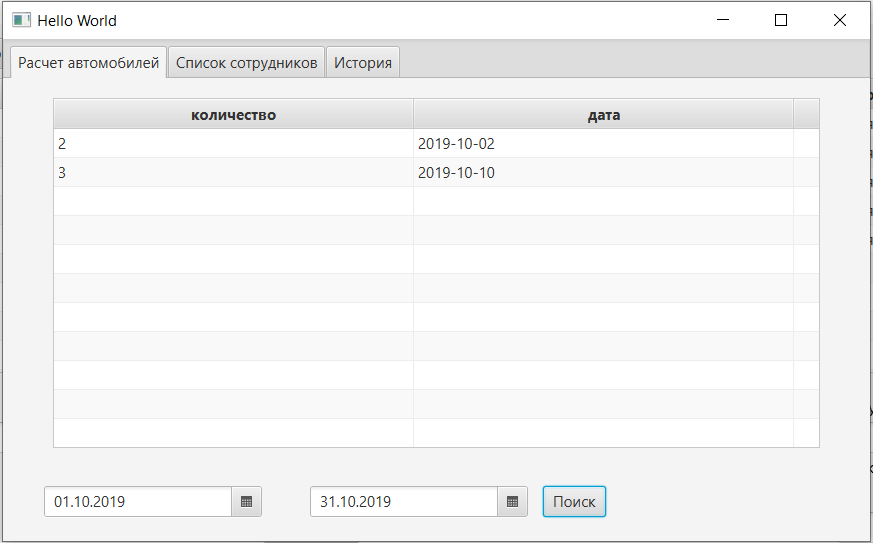 Hello World
Расчет автомобилей Список сотрудников История
количество дата
2 2019-10-02
3 2019-10-10
01.10.2019 31.10.2019 Поиск